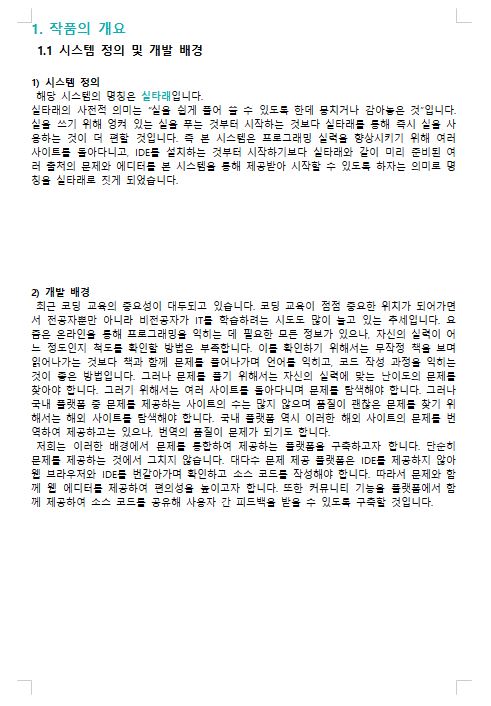 1. 작품의 개요
1.1 시스템 정의 및 개발 배경
1) 시스템 정의
해당 시스템의 명칭은 실타래입니다.
실타래의 사전적 의미는 “실을 쉽게 풀어 쓸 수 있도록 한데 뭉치거나 감아놓은 것”입니다.
실을 쓰기 위해 엉켜 있는 실을 푸는 것부터 시작하는 것보다 실타래를 통해 즉시 실을 사
용하는 것이 더 편할 것입니다. 즉 본 시스템은 프로그래밍 실력을 향상시키기 위해 여러
사이트를 돌아다니고, IDE를 설치하는 것부터 시작하기보다 실타래와 같이 미리 준비된 여
러 출처의 문제와 에디터를 본 시스템을 통해 제공받아 시작할 수 있도록 하자는 의미로 명
칭을 실타래로 짓게 되었습니다.
2) 개발 배경
최근 코딩 교육의 중요성이 대두되고 있습니다. 코딩 교육이 점점 중요한 위치가 되어가면
서 전공자뿐만 아니라 비전공자가 IT를 학습하려는 시도도 많이 늘고 있는 추세입니다. 요
즘은 온라인을 통해 프로그래밍을 익히는 데 필요한 모든 정보가 있으나, 자신의 실력이 어
느 정도인지 척도를 확인할 방법은 부족합니다. 이를 확인하기 위해서는 무작정 책을 보며
읽어나가는 것보다 책과 함께 문제를 풀어나가며 언어를 익히고, 코드 작성 과정을 익히는
것이 좋은 방법입니다. 그러나 문제를 풀기 위해서는 자신의 실력에 맞는 난이도의 문제를
찾아야 합니다. 그러기 위해서는 여러 사이트를 돌아다니며 문제를 탐색해야 합니다. 그러나
국내 플랫폼 중 문제를 제공하는 사이트의 수는 많지 않으며 품질이 괜찮은 문제를 찾기 위
해서는 해외 사이트를 탐색해야 합니다. 국내 플랫폼 역시 이러한 해외 사이트의 문제를 번
역하여 제공하고는 있으나, 번역의 품질이 문제가 되기도 합니다.
저희는 이러한 배경에서 문제를 통합하여 제공하는 플랫폼을 구축하고자 합니다. 단순히
문제를 제공하는 것에서 그치지 않습니다. 대다수 문제 제공 플랫폼은 IDE를 제공하지 않아
웹 브라우저와 IDE를 번갈아가며 확인하고 소스 코드를 작성해야 합니다. 따라서 문제와 함
께 웹 에디터를 제공하여 편의성을 높이고자 합니다. 또한 커뮤니티 기능을 플랫폼에서 함
께 제공하여 소스 코드를 공유해 사용자 간 피드백을 받을 수 있도록 구축할 것입니다.